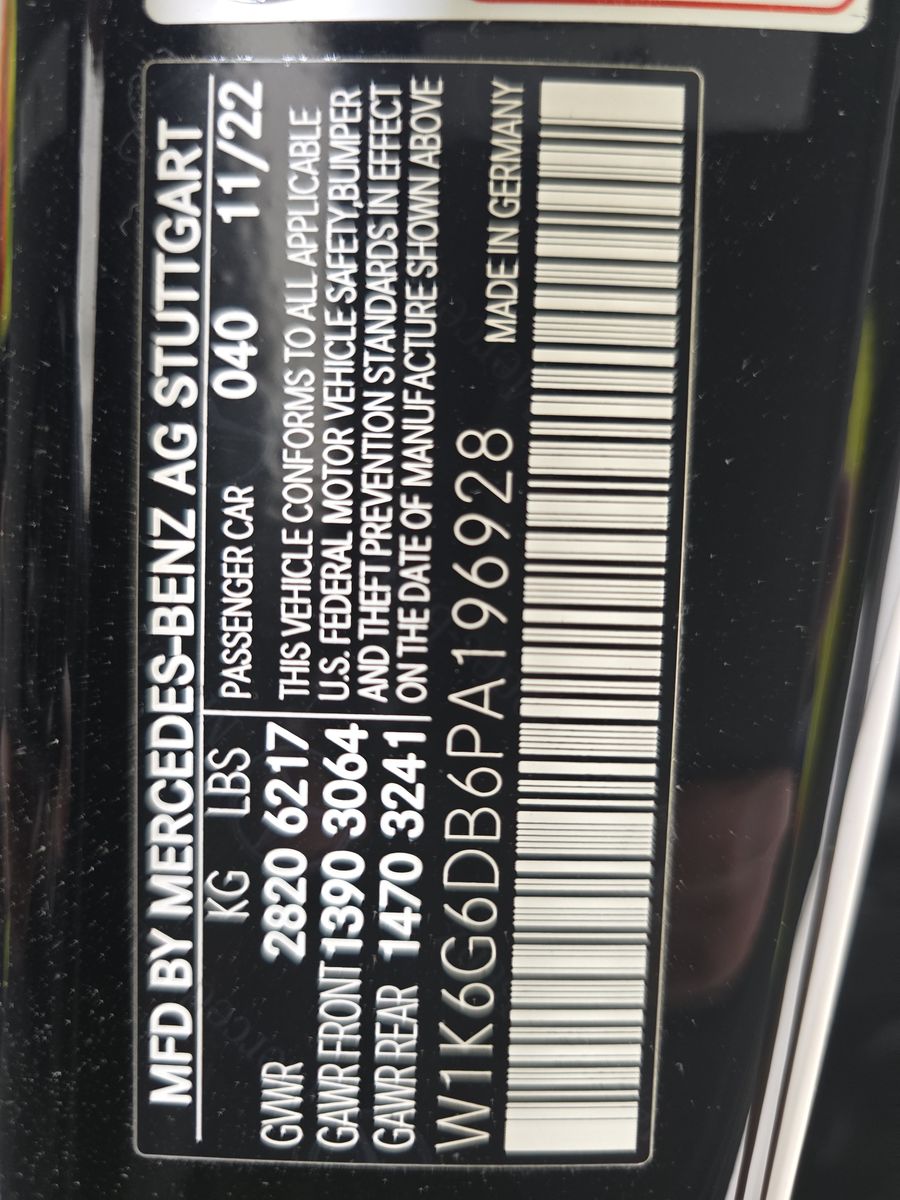 MFD BY MERCEDES-BENZ AG STUTTGART
KG LBS PASSENGER CAR 040 11/22
GVWR 2820 6217 THIS VEHICLE CONFORMS TO ALL APPLICABLE
GAWR FRONT 1390 3064 U.S. FEDERAL MOTOR VEHICLE SAFETY,BUMPER
GAWR REAR 1470 3241 AND THEFT PREVENTION STANDARDS IN EFFECT
ON THE DATE OF MANUFACTURE SHOWN ABOVE
W1K6G6DB6PA196928 MADE IN GERMANY